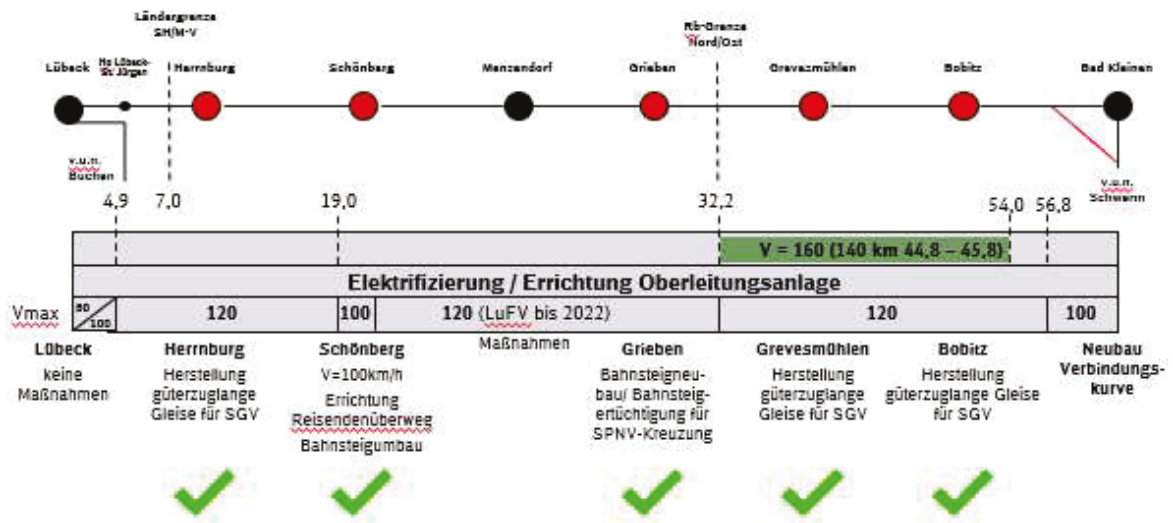 Ländergrenze
SH/M-V
Rb-Grenze
Nord/Ost
Lübeck
Hp Lübeck-
St. Jürgen
Herrnburg
Schönberg
Menzendorf
Grieben
Grevesmühlen
Bobitz
Bad Kleinen
v.u.n.
Büchen
v.u.n.
Schwerin
4,9
7,0
19,0
32,2
54,0
56,8
V = 160 (140 km 44,8 – 45,8)
Elektrifizierung / Errichtung Oberleitungsanlage
Vmax
100
120
100
120 (LuFV bis 2022)
120
100
Lübeck
keine
Maßnahmen
Herrnburg
Herstellung
güterzuglange
Gleise für SGV
Schönberg
V=100km/h
Errichtung
Reisendenüberweg
Bahnsteigumbau
Maßnahmen
Grieben
Bahnsteigneu-
bau/ Bahnsteig-
ertüchtigung für
SPNV-Kreuzung
Grevesmühlen
Herstellung
güterzuglange
Gleise für SGV
Bobitz
Herstellung
güterzuglange Gleise
für SGV
Neubau
Verbindungs-
kurve